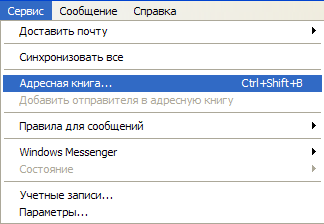 Сервис Сообщение Справка
Доставить почту
Синхронизировать все
Адресная книга... Ctrl+Shift+B
Добавить отправителя в адресную книгу
Правила для сообщений
Windows Messenger
Состояние
Учетные записи...
Параметры...